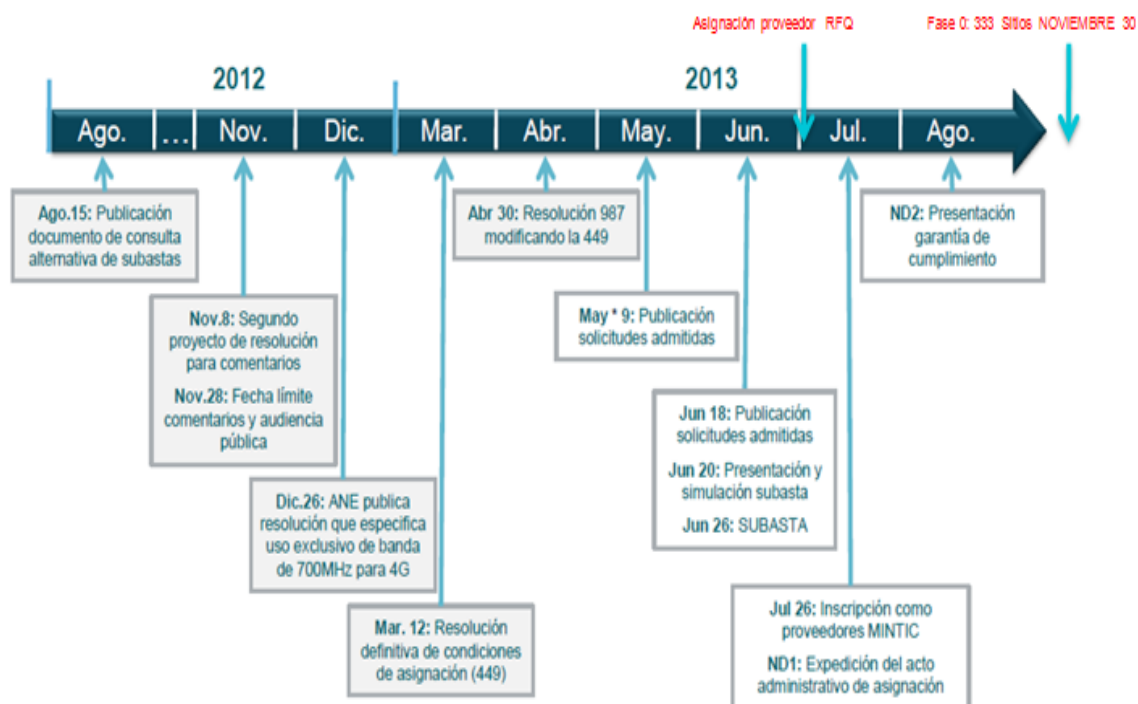 Asignación proveedor RFQ
Fase 0: 333 Sitios NOVIEMBRE 30
2012
2013
Ago.
...
Nov.
Dic.
Mar.
Abr.
May.
Jun.
Jul.
Ago.
Ago.15: Publicación
documento de consulta
alternativa de subastas
Nov.8: Segundo
proyecto de resolución
para comentarios
Nov.28: Fecha límite
comentarios y audiencia
pública
Dic.26: ANE publica
resolución que especifica
uso exclusivo de banda
de 700MHz para 4G
Mar. 12: Resolución
definitiva de condiciones
de asignación (449)
Abr 30: Resolución 987
modificando la 449
May * 9: Publicación
solicitudes admitidas
Jun 18: Publicación
solicitudes admitidas
Jun 20: Presentación y
simulación subasta
Jun 26: SUBASTA
Jul 26: Inscripción como
proveedores MINTIC
ND1: Expedición del acto
administrativo de asignación
ND2: Presentación
garantía de
cumplimiento